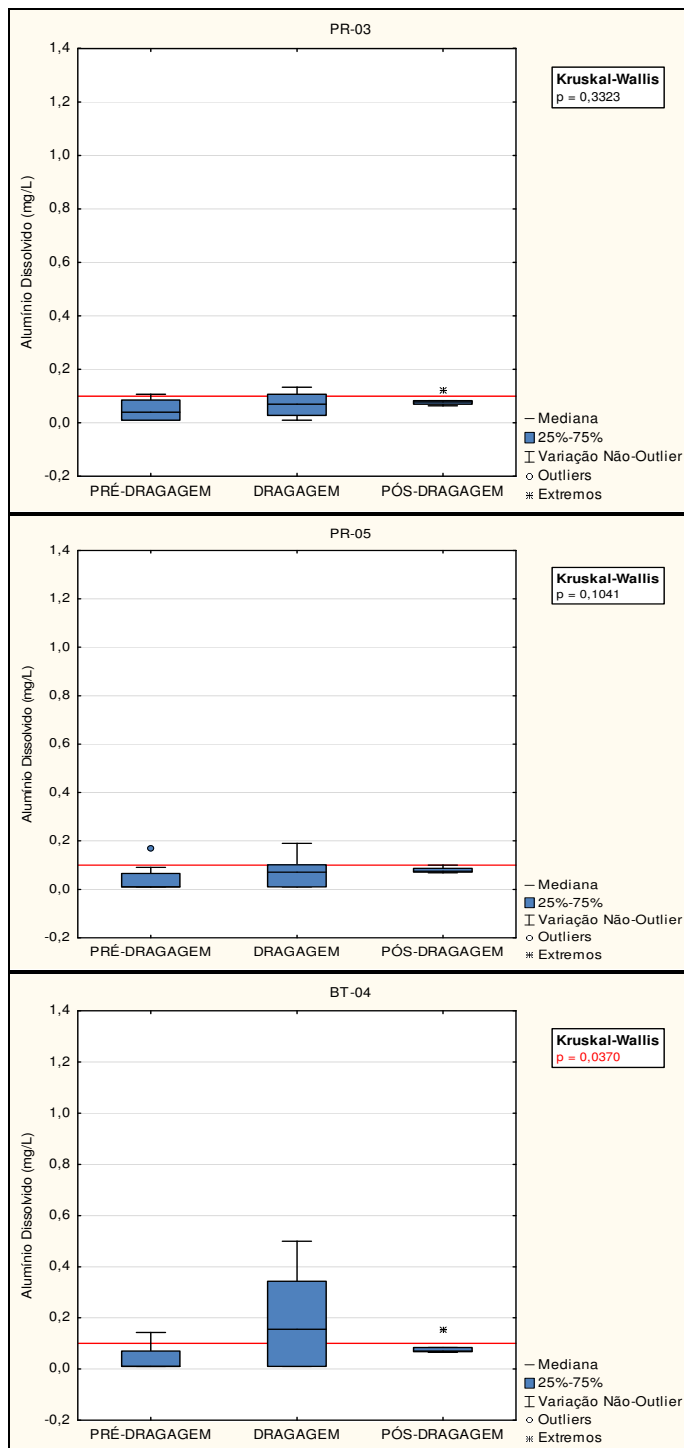 PR-03
Kruskal-Wallis
p = 0,3323
Alumínio Dissolvido (mg/L)
1,4
1,2
1,0
0,8
0,6
0,4
0,2
0,0
-0,2
PRÉ-DRAGAGEM DRAGAGEM PÓS-DRAGAGEM
Mediana
25%-75%
Variação Não-Outlier
Outliers
Extremos
PR-05
Kruskal-Wallis
p = 0,1041
Alumínio Dissolvido (mg/L)
1,4
1,2
1,0
0,8
0,6
0,4
0,2
0,0
-0,2
PRÉ-DRAGAGEM DRAGAGEM PÓS-DRAGAGEM
Mediana
25%-75%
Variação Não-Outlier
Outliers
Extremos
BT-04
Kruskal-Wallis
p = 0,0370
Alumínio Dissolvido (mg/L)
1,4
1,2
1,0
0,8
0,6
0,4
0,2
0,0
-0,2
PRÉ-DRAGAGEM DRAGAGEM PÓS-DRAGAGEM
Mediana
25%-75%
Variação Não-Outlier
Outliers
Extremos